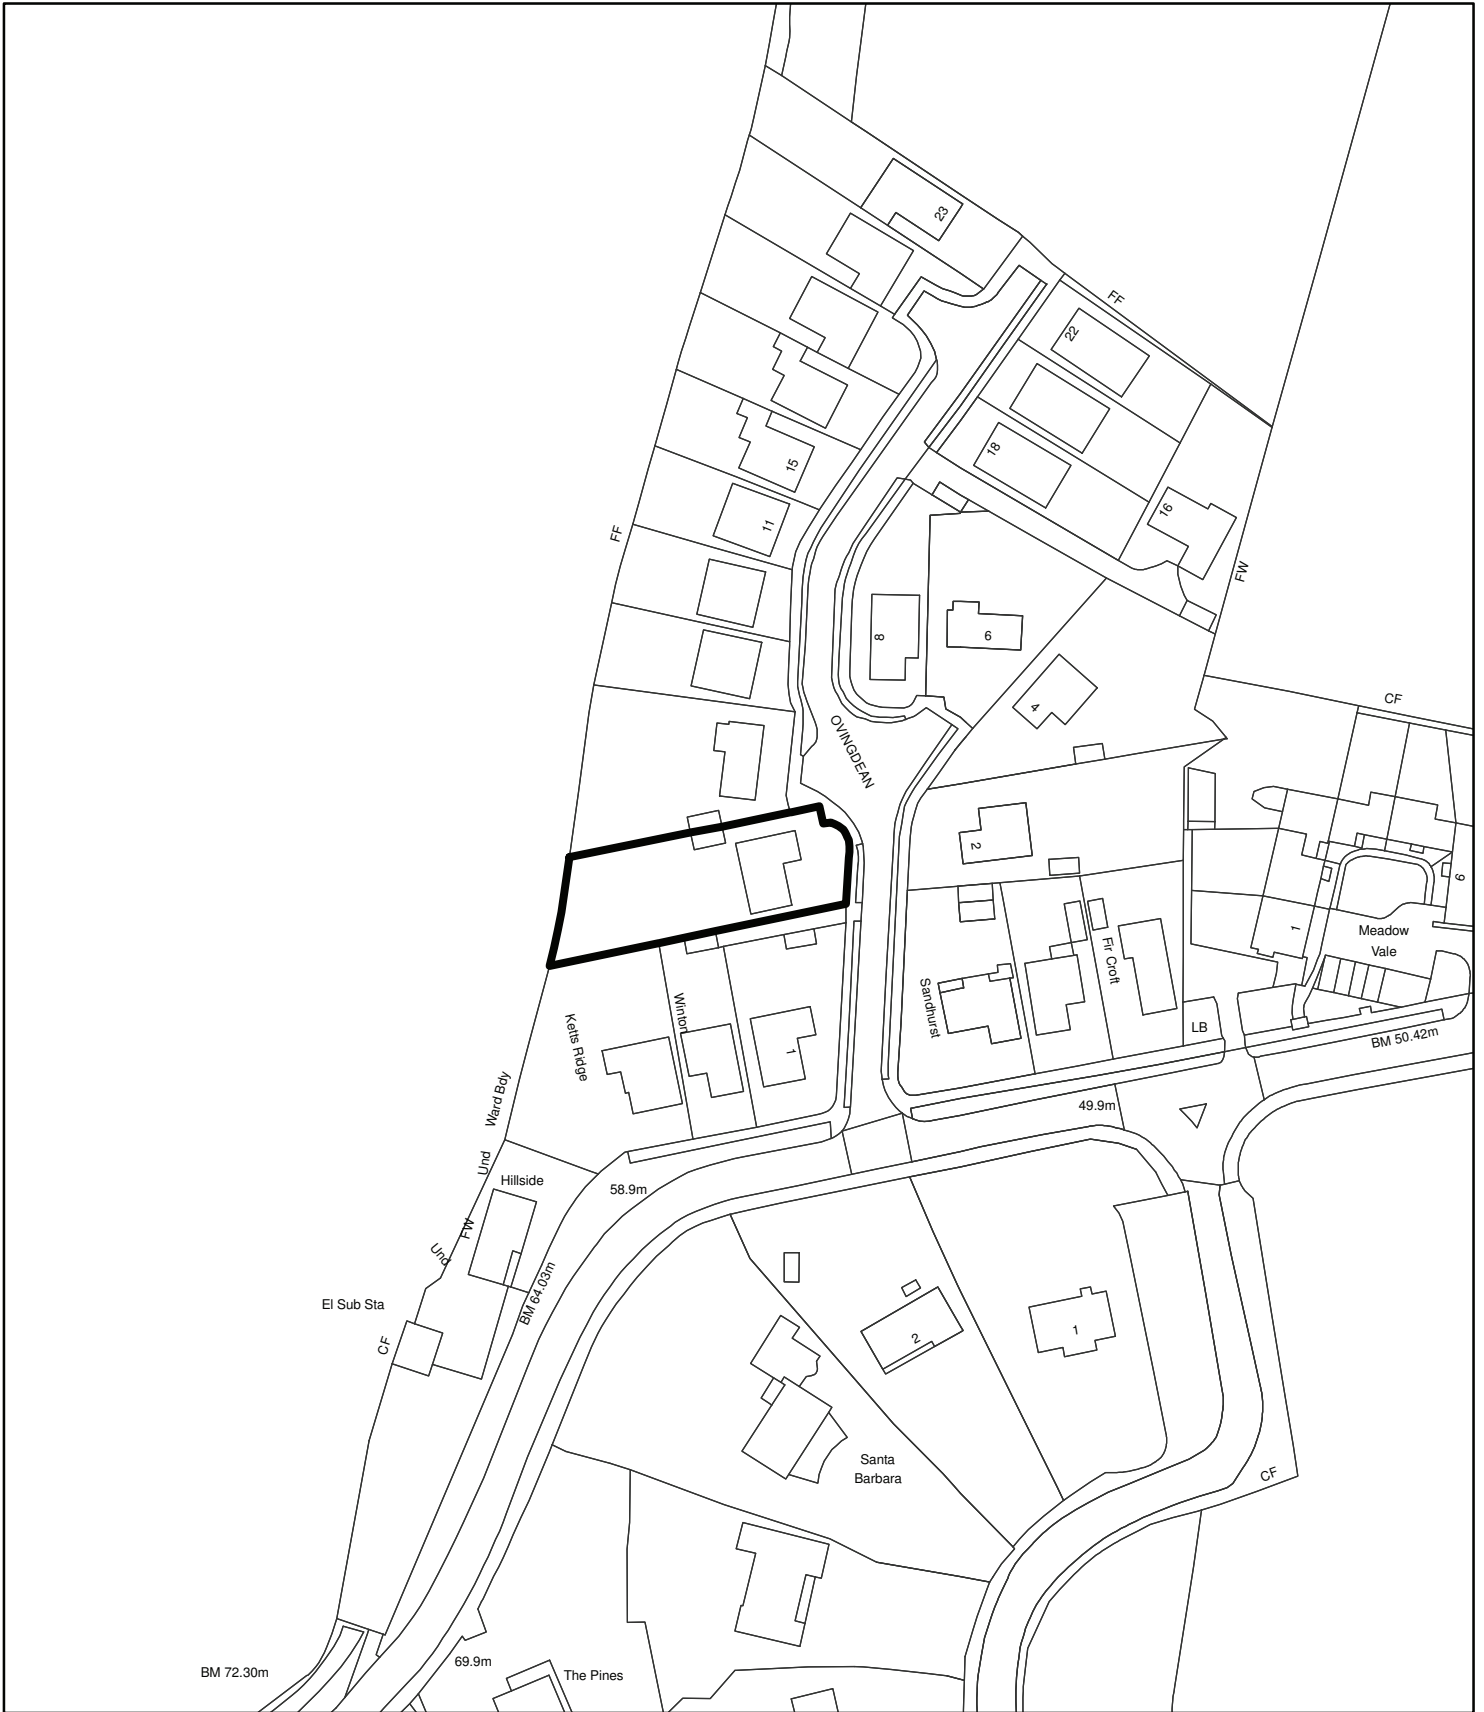 23
FF
22
15
18
11
16
FF
FW
8
6
4
CF
OVINGDEAN
2
9
1
Meadow
Vale
Fir Croft
Sandhurst
Winton
Ketts Ridge
1
LB
BM 50.42m
Ward Bdy
49.9m
Und
Hillside
58.9m
FW
Und
BM 64.03m
El Sub Sta
CF
2
1
Santa
Barbara
CF
69.9m
BM 72.30m
The Pines